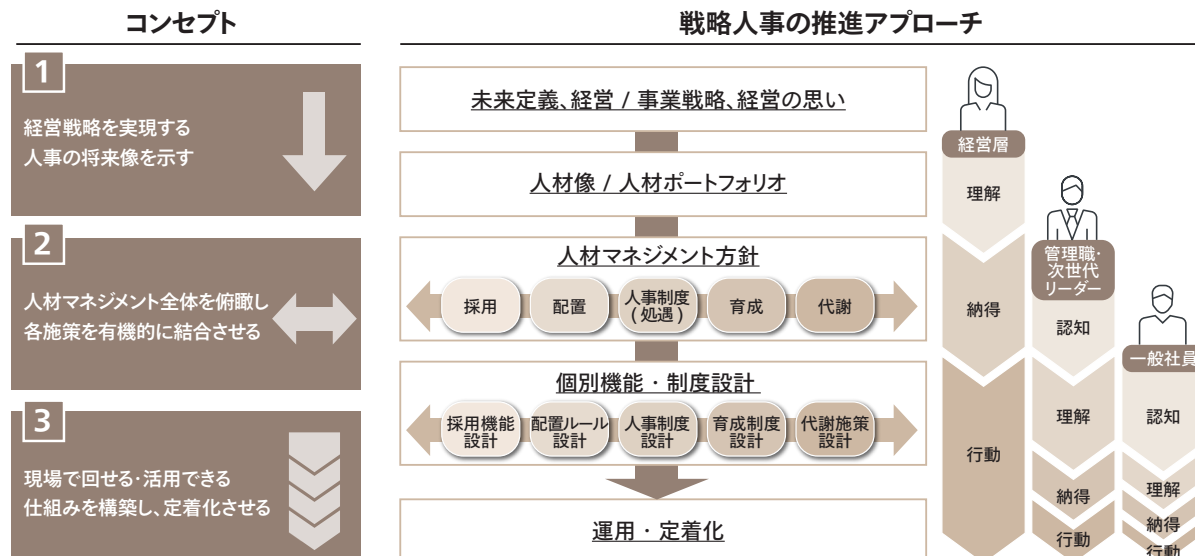 コンセプト
戦略人事の推進アプローチ
1
経営戦略を実現する
人事の将来像を示す
2
人材マネジメント全体を俯瞰し
各施策を有機的に結合させる
3
現場で回せる・活用できる
仕組みを構築し、定着化させる
未来定義、経営 / 事業戦略、経営の思い
人材像 / 人材ポートフォリオ
人材マネジメント方針
採用
配置
人事制度
(処遇)
育成
代謝
個別機能・制度設計
採用機能
設計
配置ルール
設計
人事制度
設計
育成制度
設計
代謝施策
設計
運用・定着化
経営層
理解
納得
行動
管理職・
次世代
リーダー
認知
理解
納得
行動
一般社員
認知
理解
納得
行動